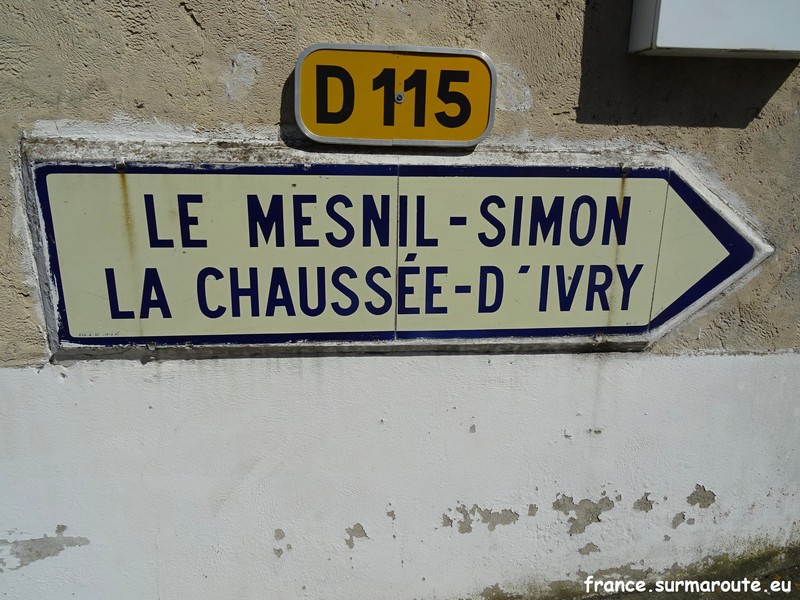 D 115
LE MESNIL-SIMON
LA CHAUSSÉE-D'IVRY
france.surmaroute.eu